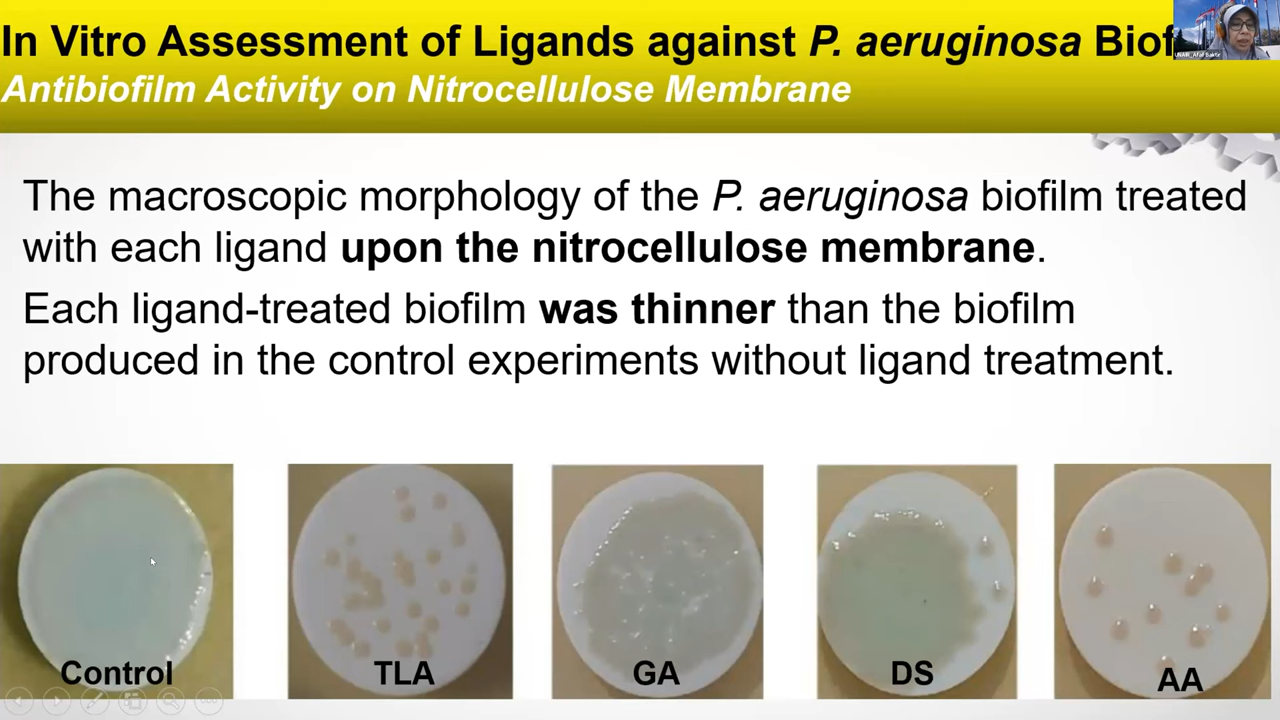 In Vitro Assessment of Ligands against P. aeruginosa Biof
Antibiofilm Activity on Nitrocellulose Membrane
The macroscopic morphology of the P. aeruginosa biofilm treated
with each ligand upon the nitrocellulose membrane.
Each ligand-treated biofilm was thinner than the biofilm
produced in the control experiments without ligand treatment.
Control TLA GA DS AA